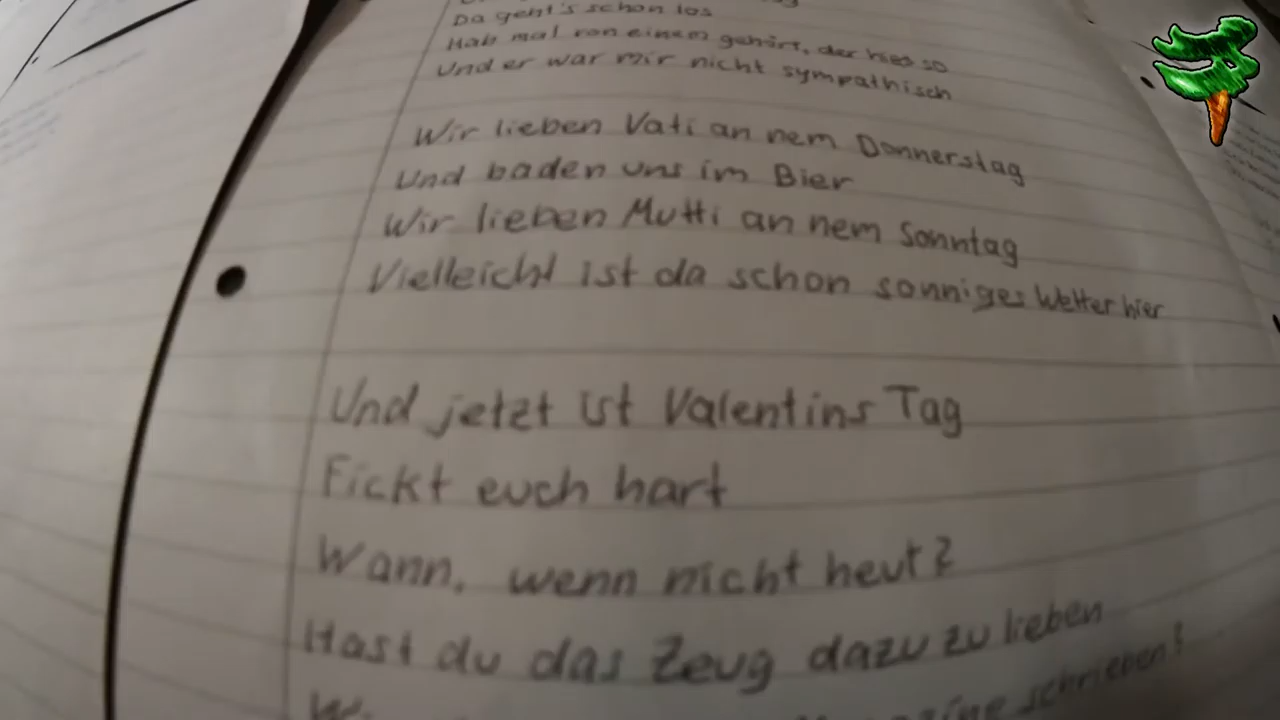 Da geht's schon los
Hab mal von einem gehört, der hies so
Und er war mir nicht sympathisch
Wir lieben Vati an nem Donnerstag
Und baden uns im Bier
Wir lieben Mutti an nem Sonntag
Vielleicht ist da schon sonniges Wetter hier
Und jetzt ist Valentins Tag
Fickt euch hart
Wann, wenn nicht heut?
Hast du das Zeug dazu zu lieben
schrieben!